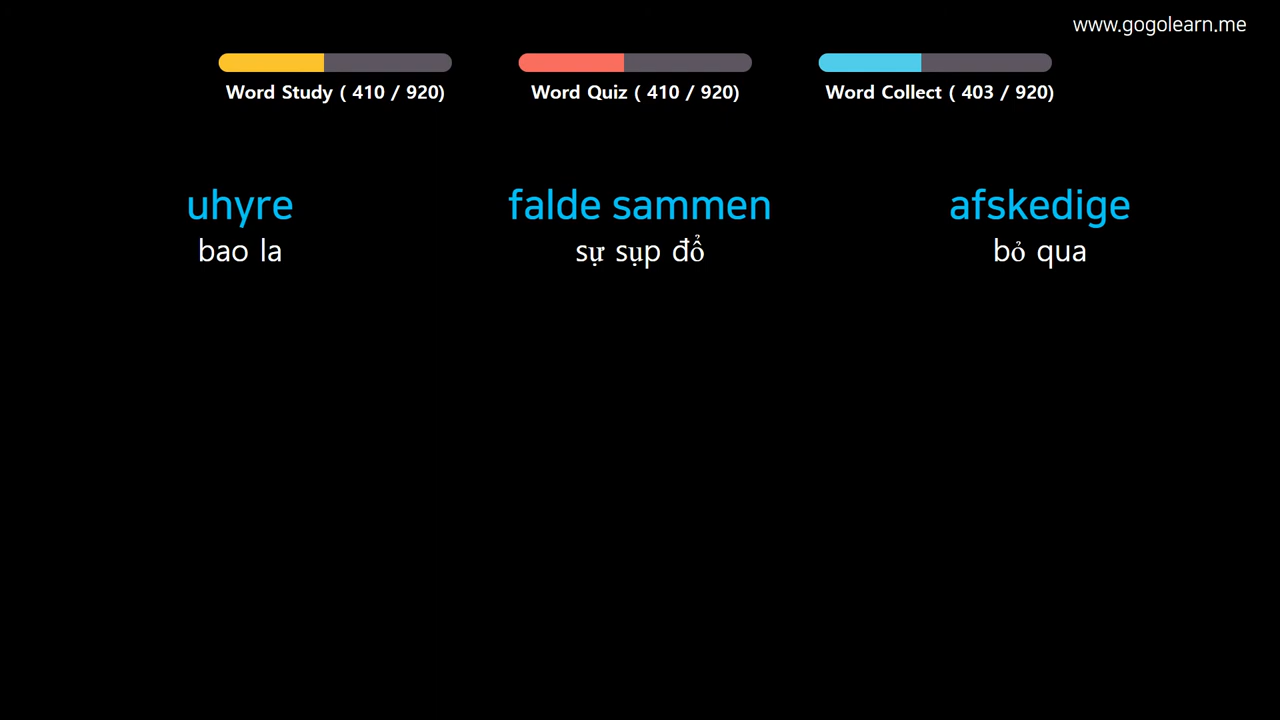 www.gogolearn.me
Word Study ( 410 / 920)
Word Quiz ( 410 / 920)
Word Collect ( 403 / 920)
uhyre
bao la
falde sammen
sự sụp đổ
afskedige
bỏ qua